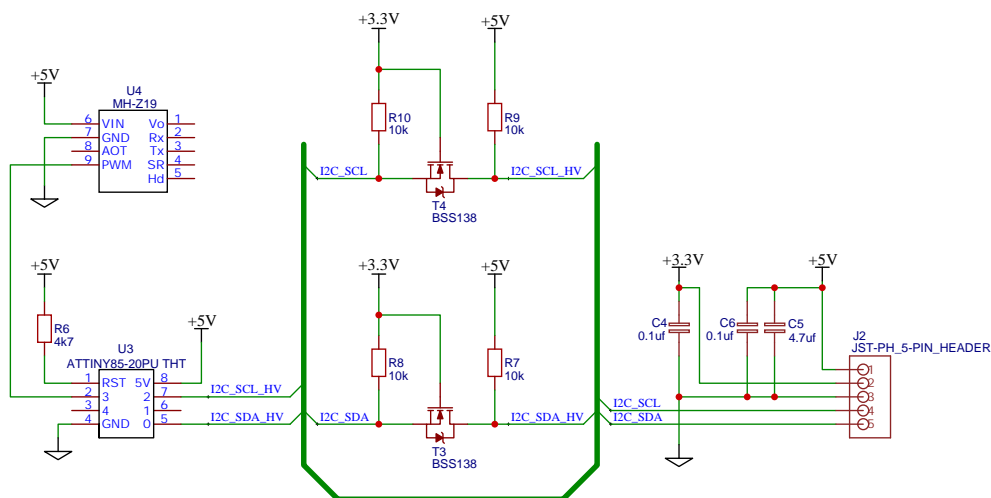 +3.3V
+5V
R10
10k
R9
10k
I2C_SCL
I2C_SCL_HV
T4
BSS138
+5V
U4
MH-Z19
6
VIN
Vo
1
7
GND
Rx
2
8
AOT
Tx
3
9
PWM
SR
4
Hd
5
+5V
R6
4k7
+5V
U3
ATTINY85-20PU THT
1
RST
5V
8
2
3
2
7
3
4
1
6
4
GND
0
5
I2C_SCL_HV
I2C_SDA_HV
+3.3V
+5V
R8
10k
R7
10k
I2C_SDA
I2C_SDA_HV
T3
BSS138
+3.3V
+5V
C4
0.1uf
C6
0.1uf
C5
4.7uf
J2
JST-PH_5-PIN_HEADER
1
2
3
4
5
I2C_SCL
I2C_SDA